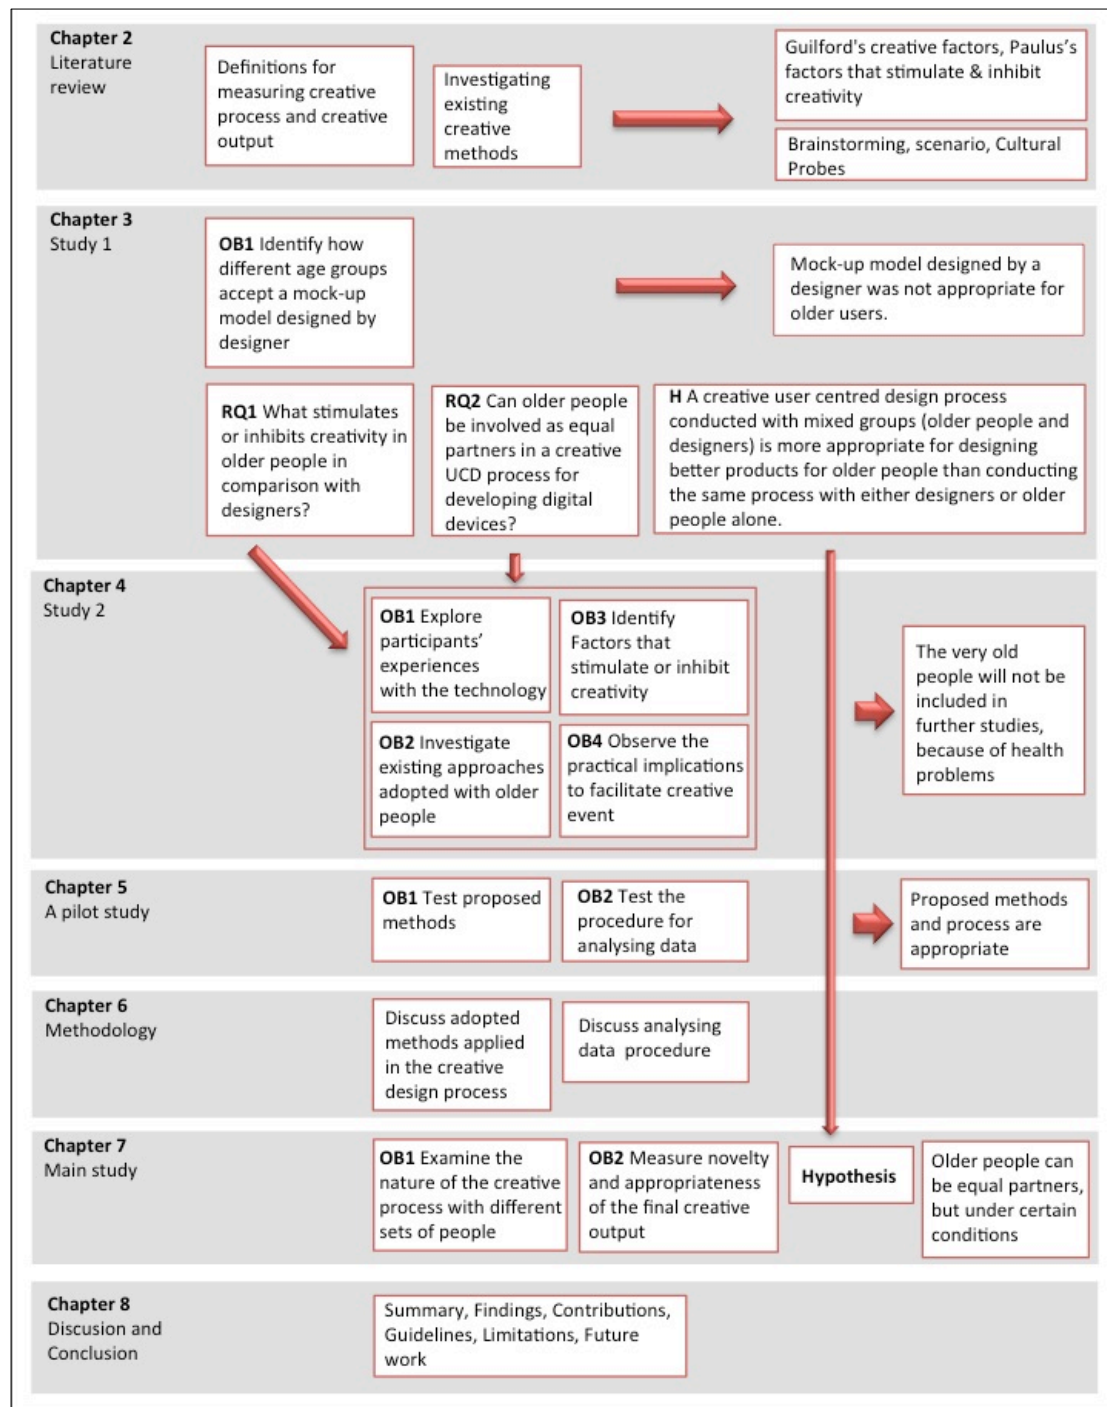 Chapter 2
Literature
review
Definitions for
measuring creative
process and creative
output
Investigating
existing
creative
methods
Guilford's creative factors, Paulus's
factors that stimulate & inhibit
creativity
Brainstorming, scenario, Cultural
Probes
Chapter 3
Study 1
OB1 Identify how
different age groups
accept a mock-up
model designed by
designer
Mock-up model designed by a
designer was not appropriate for
older users.
RQ1 What stimulates
or inhibits creativity in
older people in
comparison with
designers?
RQ2 Can older people
be involved as equal
partners in a creative
UCD process for
developing digital
devices?
H A creative user centred design process
conducted with mixed groups (older people and
designers) is more appropriate for designing
better products for older people than conducting
the same process with either designers or older
people alone.
Chapter 4
Study 2
OB1 Explore
participants'
experiences
with the technology
OB3 Identify
Factors that
stimulate or inhibit
creativity
OB2 Investigate
existing approaches
adopted with older
people
OB4 Observe the
practical implications
to facilitate creative
event
The very old
people will not be
included in
further studies,
because of health
problems
Chapter 5
A pilot study
OB1 Test proposed
methods
OB2 Test the
procedure for
analysing data
Proposed methods
and process are
appropriate
Chapter 6
Methodology
Discuss adopted
methods applied
in the creative
design process
Discuss analysing
data procedure
Chapter 7
Main study
OB1 Examine the
nature of the creative
process with different
sets of people
OB2 Measure novelty
and appropriateness
of the final creative
output
Hypothesis
Older people can
be equal partners,
but under certain
conditions
Chapter 8
Discusion and
Conclusion
Summary, Findings, Contributions,
Guidelines, Limitations, Future
work